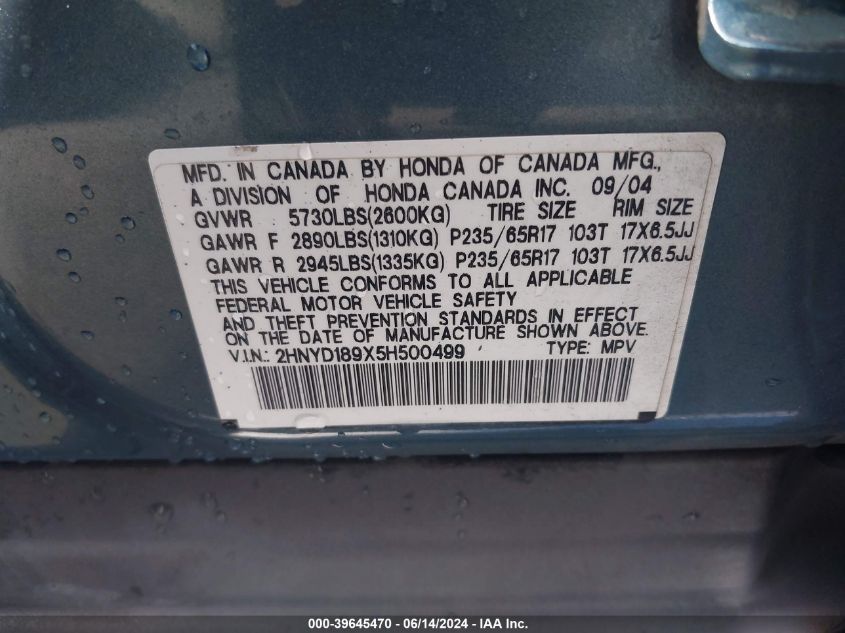 MFD. IN CANADA BY HONDA OF CANADA MFG.,
A DIVISION OF HONDA CANADA INC. 09/04
GVWR 5730LBS(2600KG) TIRE SIZE RIM SIZE
GAWR F 2890LBS(1310KG) P235/65R17 103T 17X6.5JJ
GAWR R 2945LBS(1335KG) P235/65R17 103T 17X6.5JJ
THIS VEHICLE CONFORMS TO ALL APPLICABLE
FEDERAL MOTOR VEHICLE SAFETY
AND THEFT PREVENTION STANDARDS IN EFFECT
ON THE DATE OF MANUFACTURE SHOWN ABOVE.
V.I.N.: 2HNYD189X5H500499 TYPE: MPV
000-39645470 - 06/14/2024 - IAA Inc.